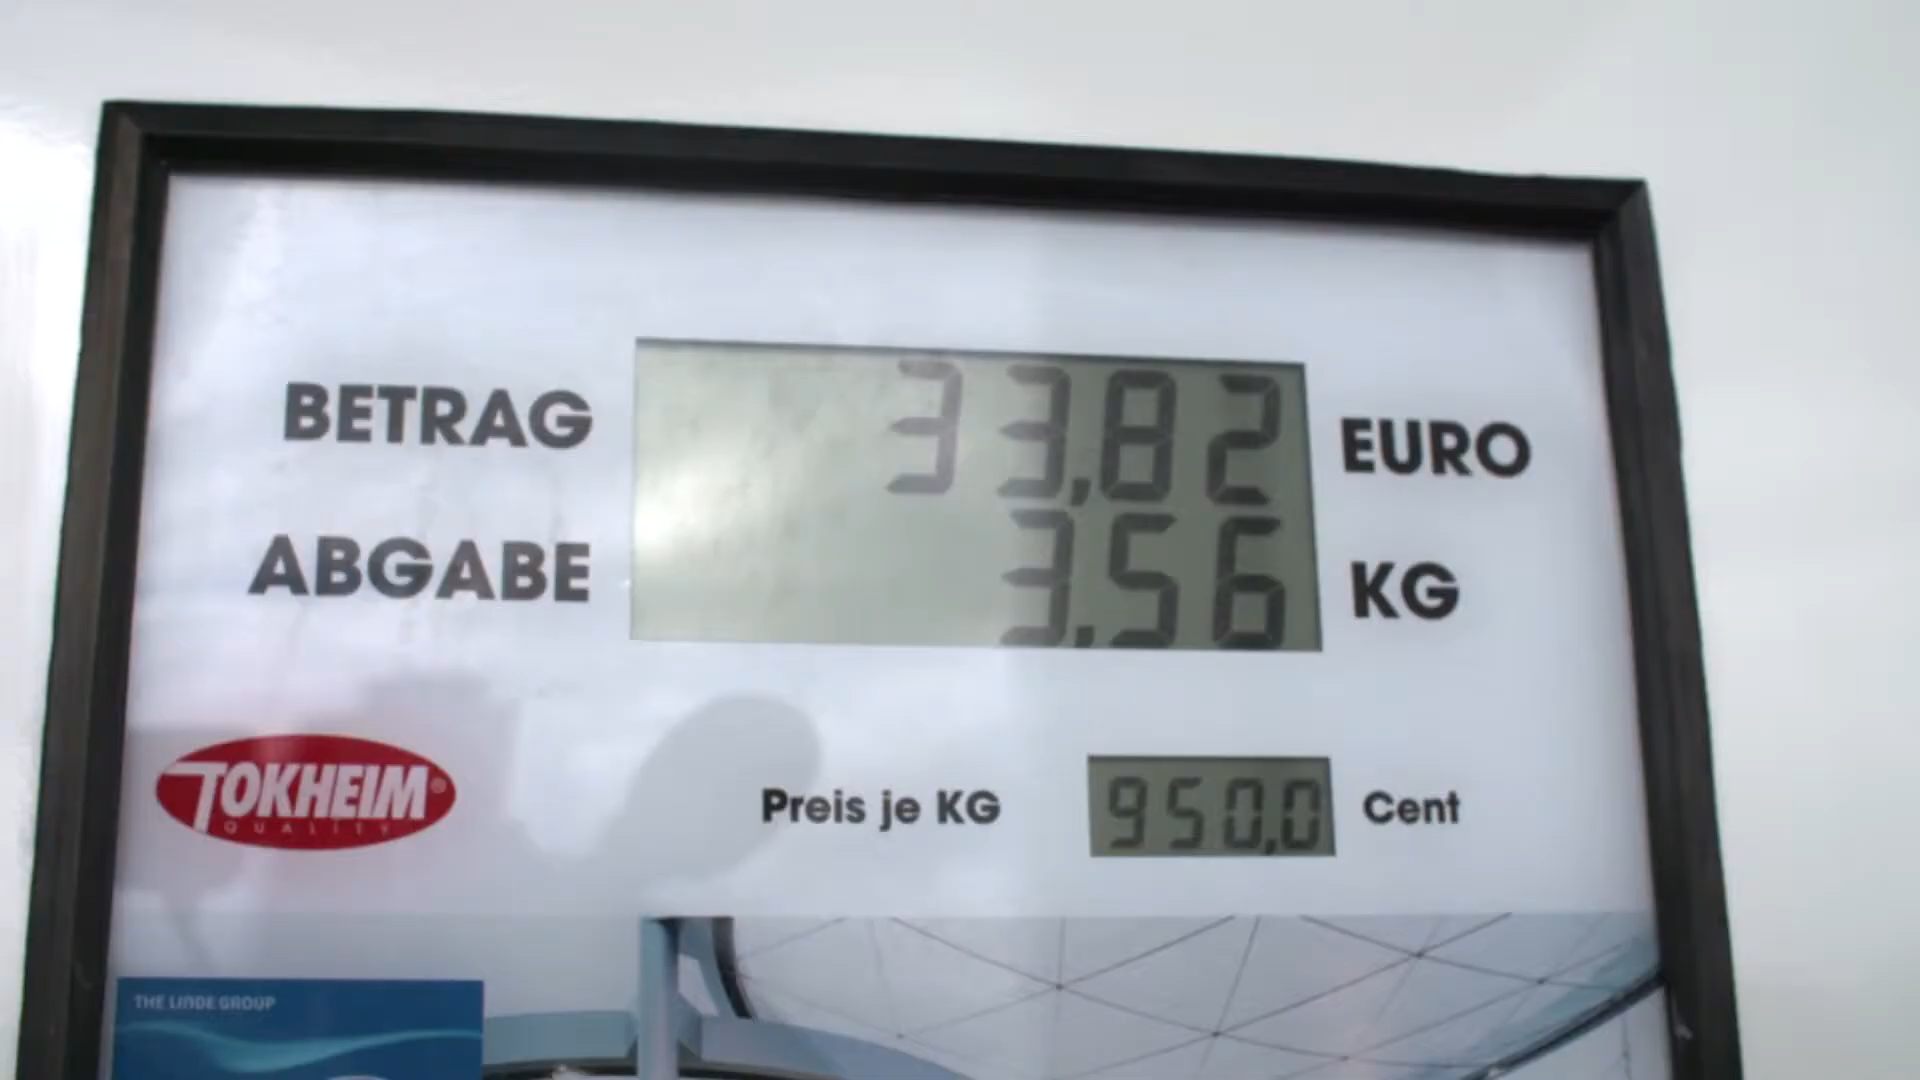 BETRAG 33,82 EURO
ABGABE 3,56 KG
TOKHEIM®
QUALITY
Preis je KG 950,0 Cent
THE LINDE GROUP